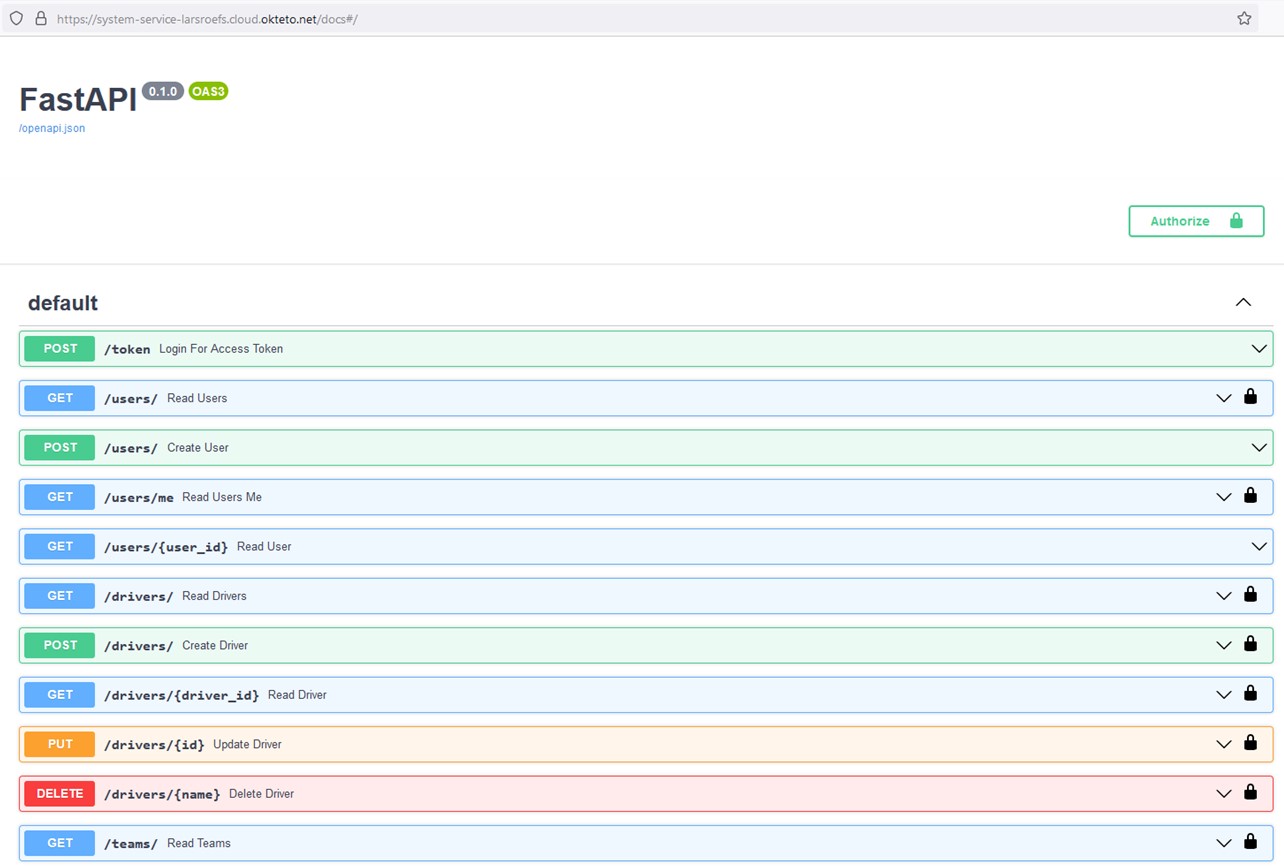 https://system-service-larsroefs.cloud.okteto.net/docs#/
FastAPI 0.1.0 OAS3
/openapi.json
Authorize
default
POST /token Login For Access Token
GET /users/ Read Users
POST /users/ Create User
GET /users/me Read Users Me
GET /users/{user_id} Read User
GET /drivers/ Read Drivers
POST /drivers/ Create Driver
GET /drivers/{driver_id} Read Driver
PUT /drivers/{id} Update Driver
DELETE /drivers/{name} Delete Driver
GET /teams/ Read Teams